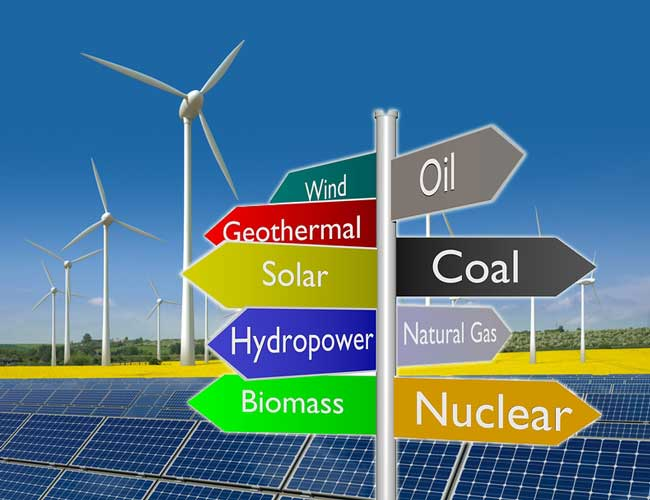 Wind
Oil
Geothermal
Solar
Coal
Hydropower
Natural Gas
Biomass
Nuclear